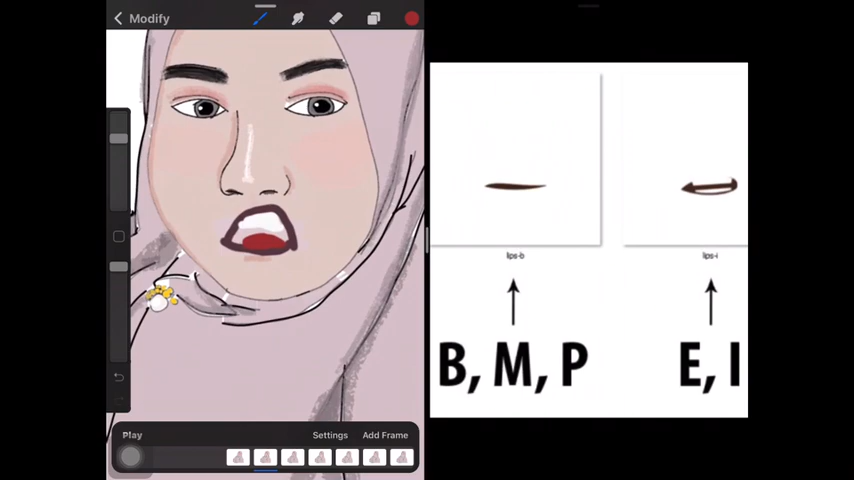 Modify
lips-b
lips-i
B, M, P
E, I
Play
Settings
Add Frame